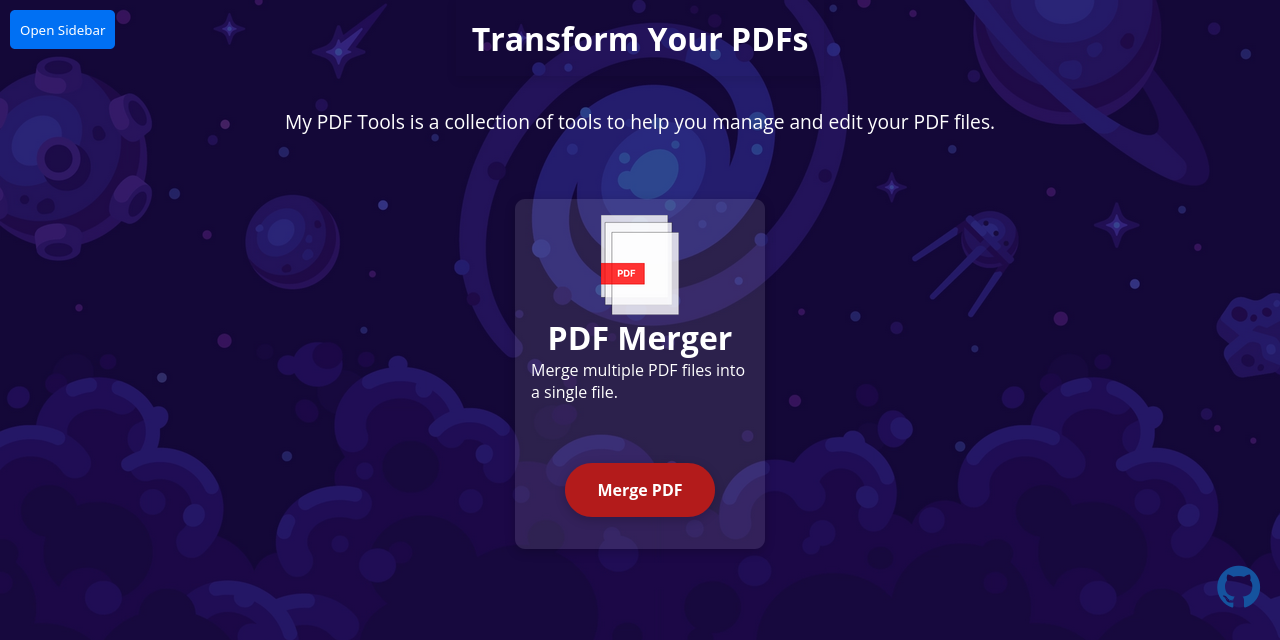 Open Sidebar
Transform Your PDFs
My PDF Tools is a collection of tools to help you manage and edit your PDF files.
PDF
PDF Merger
Merge multiple PDF files into
a single file.
Merge PDF